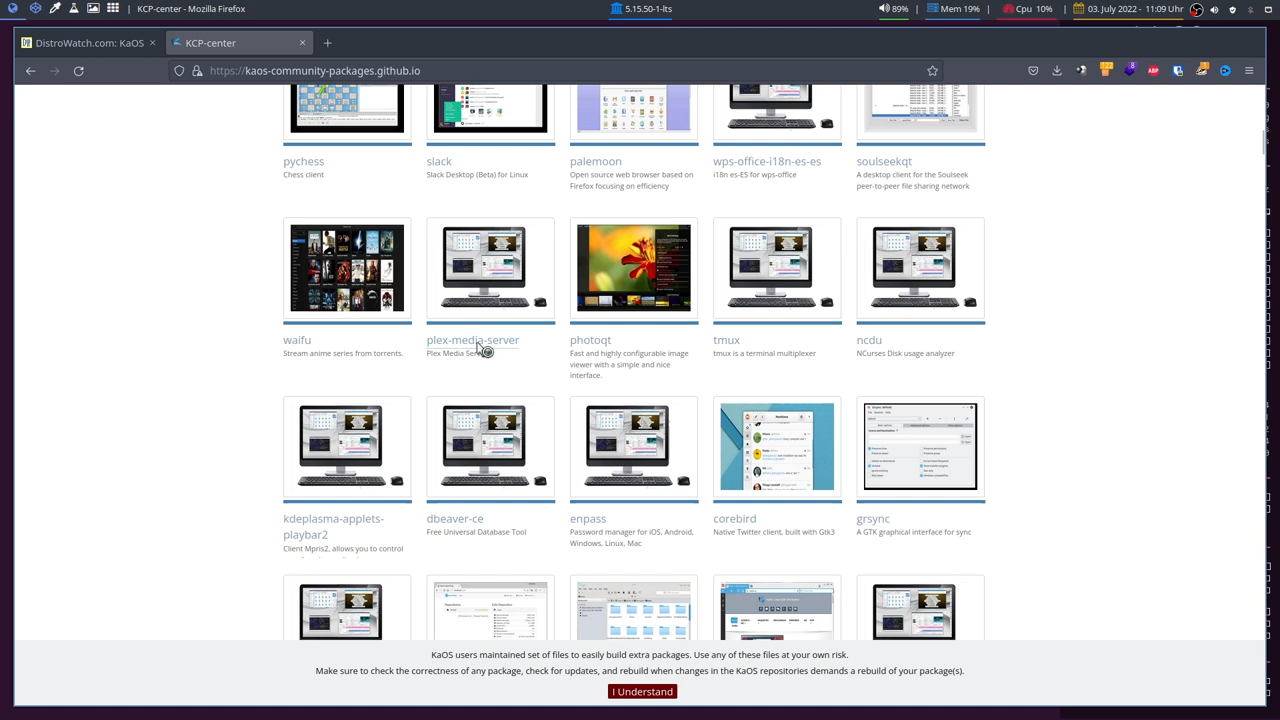 KCP-center - Mozilla Firefox
5.15.50-1-lts
89%
Mem 19%
Cpu 10%
03.July 2022 - 11:09 Uhr
DistroWatch.com: KaOS
KCP-center
https://kaos-community-packages.github.io
pychess
Chess client
slack
Slack Desktop (Beta) for Linux
palemoon
Open source web browser based on
Firefox focusing on efficiency
wps-office-i18n-es-es
i18n es-ES for wps-office
soulseekqt
A desktop client for the Soulseek
peer-to-peer file sharing network
waifu
Stream anime series from torrents.
plex-media-server
Plex Media
photoqt
Fast and highly configurable image
viewer with a simple and nice
interface.
tmux
tmux is a terminal multiplexer
ncdu
NCurses Disk usage analyzer
kdeplasma-applets-
playbar2
Client Mpris2, allows you to control
dbeaver-ce
Free Universal Database Tool
enpass
Password manager for iOS, Android,
Windows, Linux, Mac
corebird
Native Twitter client, built with Gtk3
grsync
A GTK graphical interface for sync
KaOS users maintained set of files to easily build extra packages. Use any of these files at your own risk.
Make sure to check the correctness of any package, check for updates, and rebuild when changes in the KaOS repositories demands a rebuild of your package(s).
I Understand